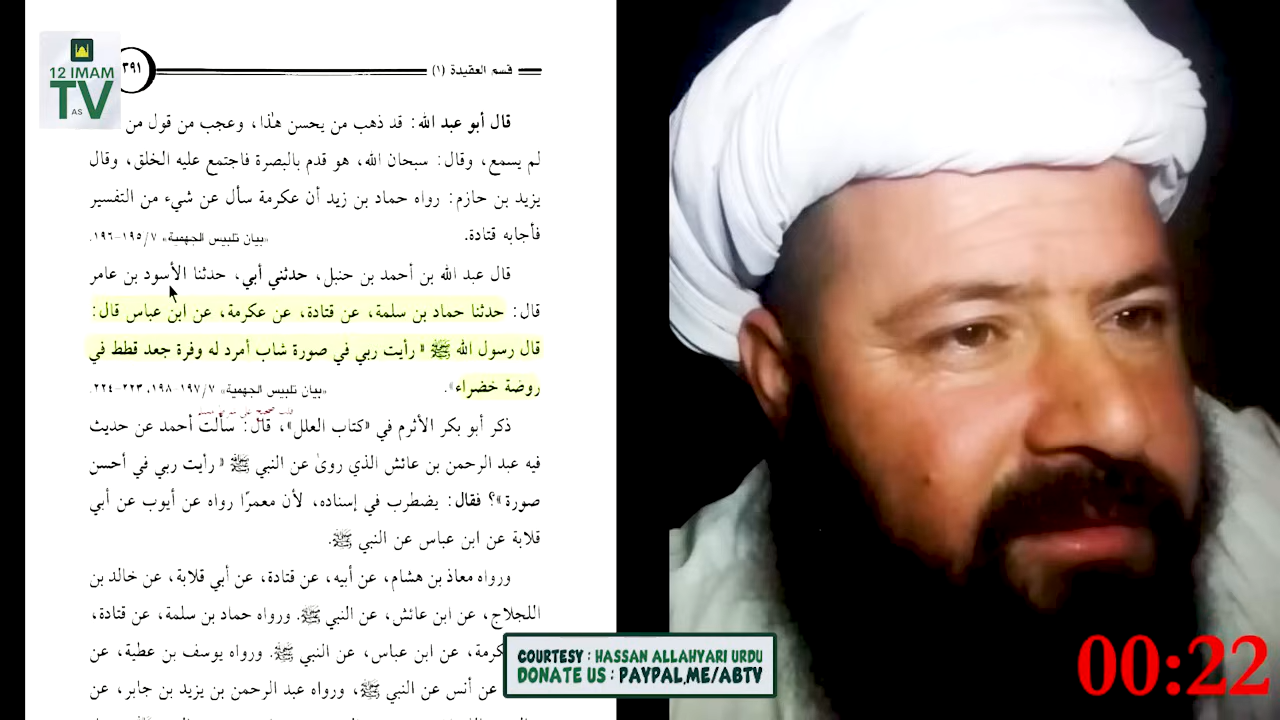 12 IMAM
TV
AS
٣٩١
قسم العقيدة (١)
قال أبو عبد الله: قد ذهب من يحسن هذا، وعجب من قول من
لم يسمع، وقال: سبحان الله، هو قدم بالبصرة فاجتمع عليه الخلق، وقال
يزيد بن حازم: رواه حماد بن زيد أن عكرمة سأل عن شيء من التفسير
فأجابه قتادة. «بيان تلبيس الجهمية» ٧/ ١٩٥-١٩٦.
قال عبد الله بن أحمد بن حنبل، حدثني أبي، حدثنا الأسود بن عامر
قال: حدثنا حماد بن سلمة، عن قتادة، عن عكرمة، عن ابن عباس قال:
قال رسول الله ﷺ «رأيت ربي في صورة شاب أمرد له وفرة جعد قطط في
روضة خضراء». «بيان تلبيس الجهمية» ٧/ ١٩٧-١٩٨، ٢٢٣-٢٢٤.
ذكر أبو بكر الأثرم في «كتاب العلل»، قال: سألت أحمد عن حديث
فيه عبد الرحمن بن عائش الذي روىٰ عن النبي ﷺ «رأيت ربي في أحسن
صورة»؟ فقال: يضطرب في إسناده، لأن معمرًا رواه عن أيوب عن أبي
قلابة عن ابن عباس عن النبي ﷺ.
ورواه معاذ بن هشام، عن أبيه، عن قتادة، عن أبي قلابة، عن خالد بن
اللجلاج، عن ابن عائش، عن النبي ﷺ. ورواه حماد بن سلمة، عن قتادة،
كرمة، عن ابن عباس، عن النبي ﷺ. ورواه يوسف بن عطية، عن
عن أنس عن النبي ﷺ، ورواه عبد الرحمن بن يزيد بن جابر، عن
COURTESY : HASSAN ALLAHYARI URDU
DONATE US : PAYPAL.ME/ABTV
00:22